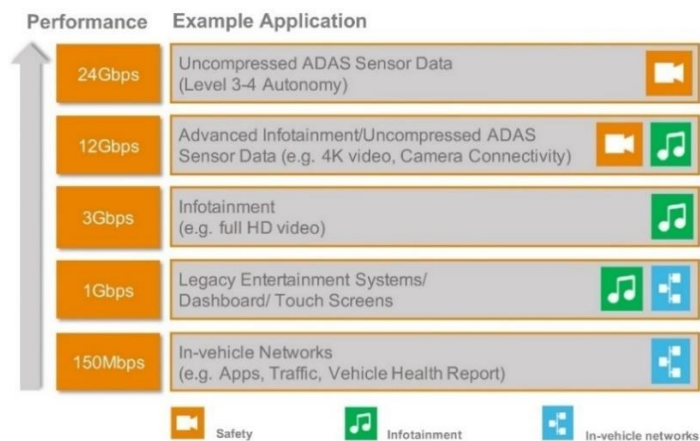 Performance Example Application
24Gbps
Uncompressed ADAS Sensor Data
(Level 3-4 Autonomy)
12Gbps
Advanced Infotainment/Uncompressed ADAS
Sensor Data (e.g. 4K video, Camera Connectivity)
3Gbps
Infotainment
(e.g. full HD video)
1Gbps
Legacy Entertainment Systems/
Dashboard/ Touch Screens
150Mbps
In-vehicle Networks
(e.g. Apps, Traffic, Vehicle Health Report)
Safety
Infotainment
In-vehicle networks